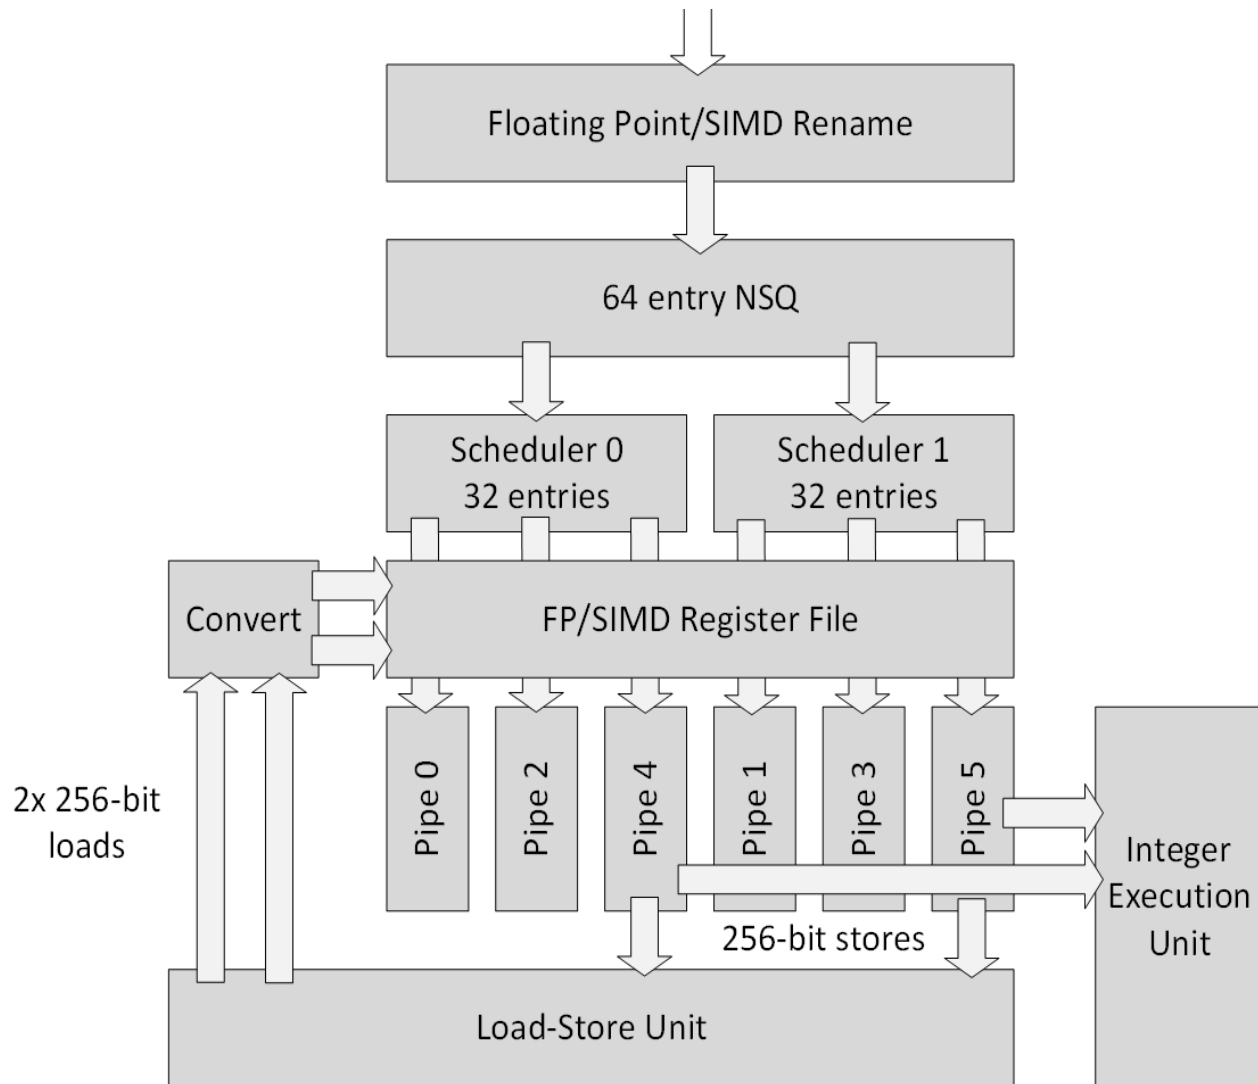 Floating Point/SIMD Rename
64 entry NSQ
Scheduler 0
32 entries
Scheduler 1
32 entries
Convert
FP/SIMD Register File
2x 256-bit
loads
Pipe 0
Pipe 2
Pipe 4
Pipe 1
Pipe 3
Pipe 5
Integer
Execution
Unit
256-bit stores
Load-Store Unit